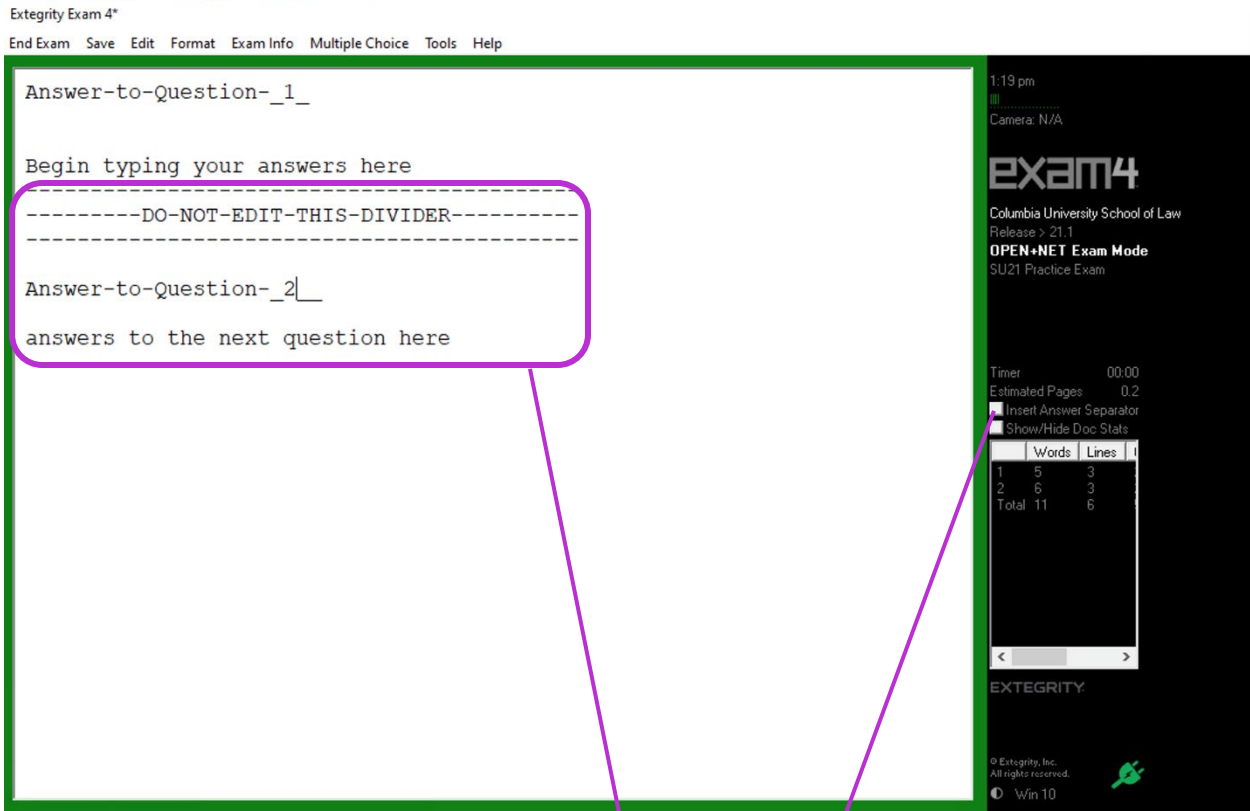 Extegrity Exam 4*
End Exam Save Edit Format Exam Info Multiple Choice Tools Help
Answer-to-Question-_1_
Begin typing your answers here
-------------------------------------------
---------DO-NOT-EDIT-THIS-DIVIDER----------
-------------------------------------------
Answer-to-Question-_2__
answers to the next question here
1:19 pm
Camera: N/A
exam4
Columbia University School of Law
Release > 21.1
OPEN+NET Exam Mode
SU21 Practice Exam
Timer 00:00
Estimated Pages 0.2
Insert Answer Separator
Show/Hide Doc Stats
Words Lines
1 5 3
2 6 3
Total 11 6
EXTEGRITY
© Extegrity, Inc.
All rights reserved.
Win 10